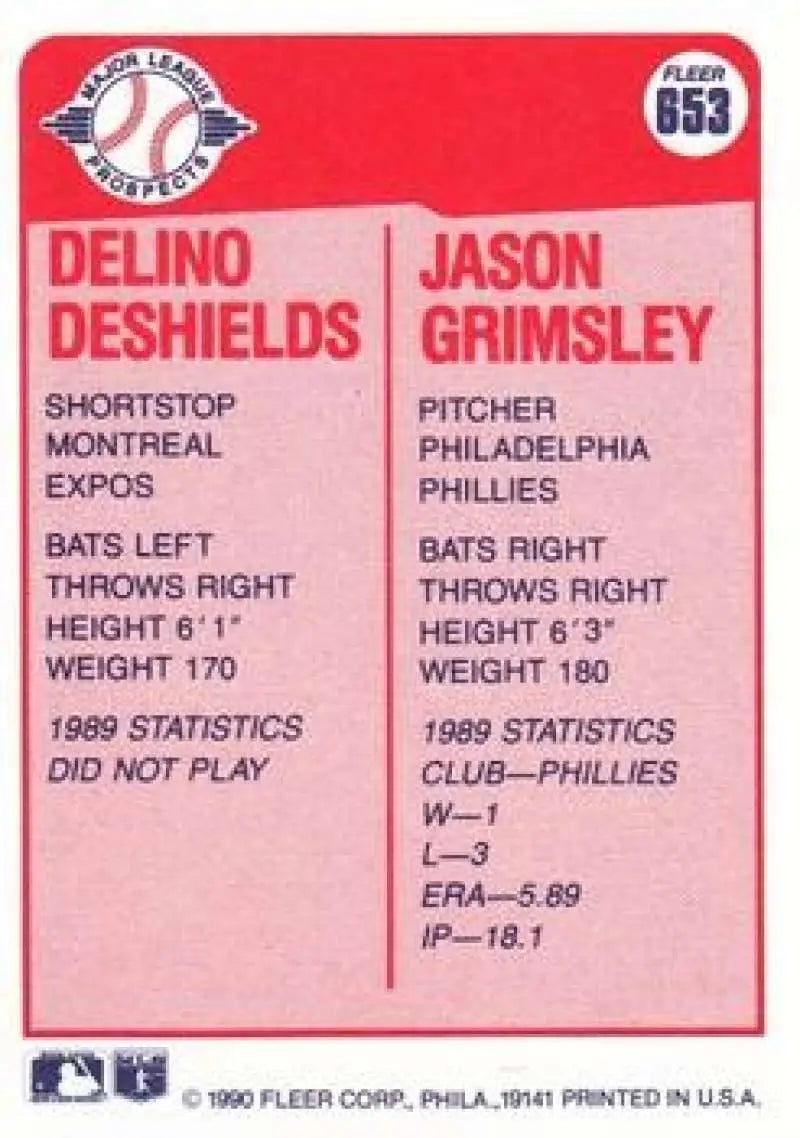 MAJOR LEAGUE
PROSPECTS
FLEER
653
DELINO
DESHIELDS
SHORTSTOP
MONTREAL
EXPOS
BATS LEFT
THROWS RIGHT
HEIGHT 6'1"
WEIGHT 170
1989 STATISTICS
DID NOT PLAY
JASON
GRIMSLEY
PITCHER
PHILADELPHIA
PHILLIES
BATS RIGHT
THROWS RIGHT
HEIGHT 6'3"
WEIGHT 180
1989 STATISTICS
CLUB—PHILLIES
W—1
L—3
ERA—5.89
IP—18.1
© 1990 FLEER CORP., PHILA.,19141 PRINTED IN U.S.A.